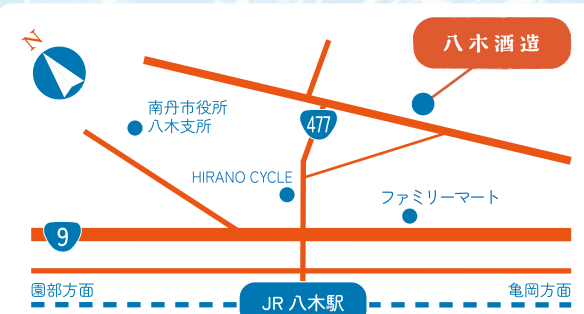 N
八木酒造
南丹市役所
八木支所
477
HIRANO CYCLE
ファミリーマート
9
園部方面
亀岡方面
JR 八木駅